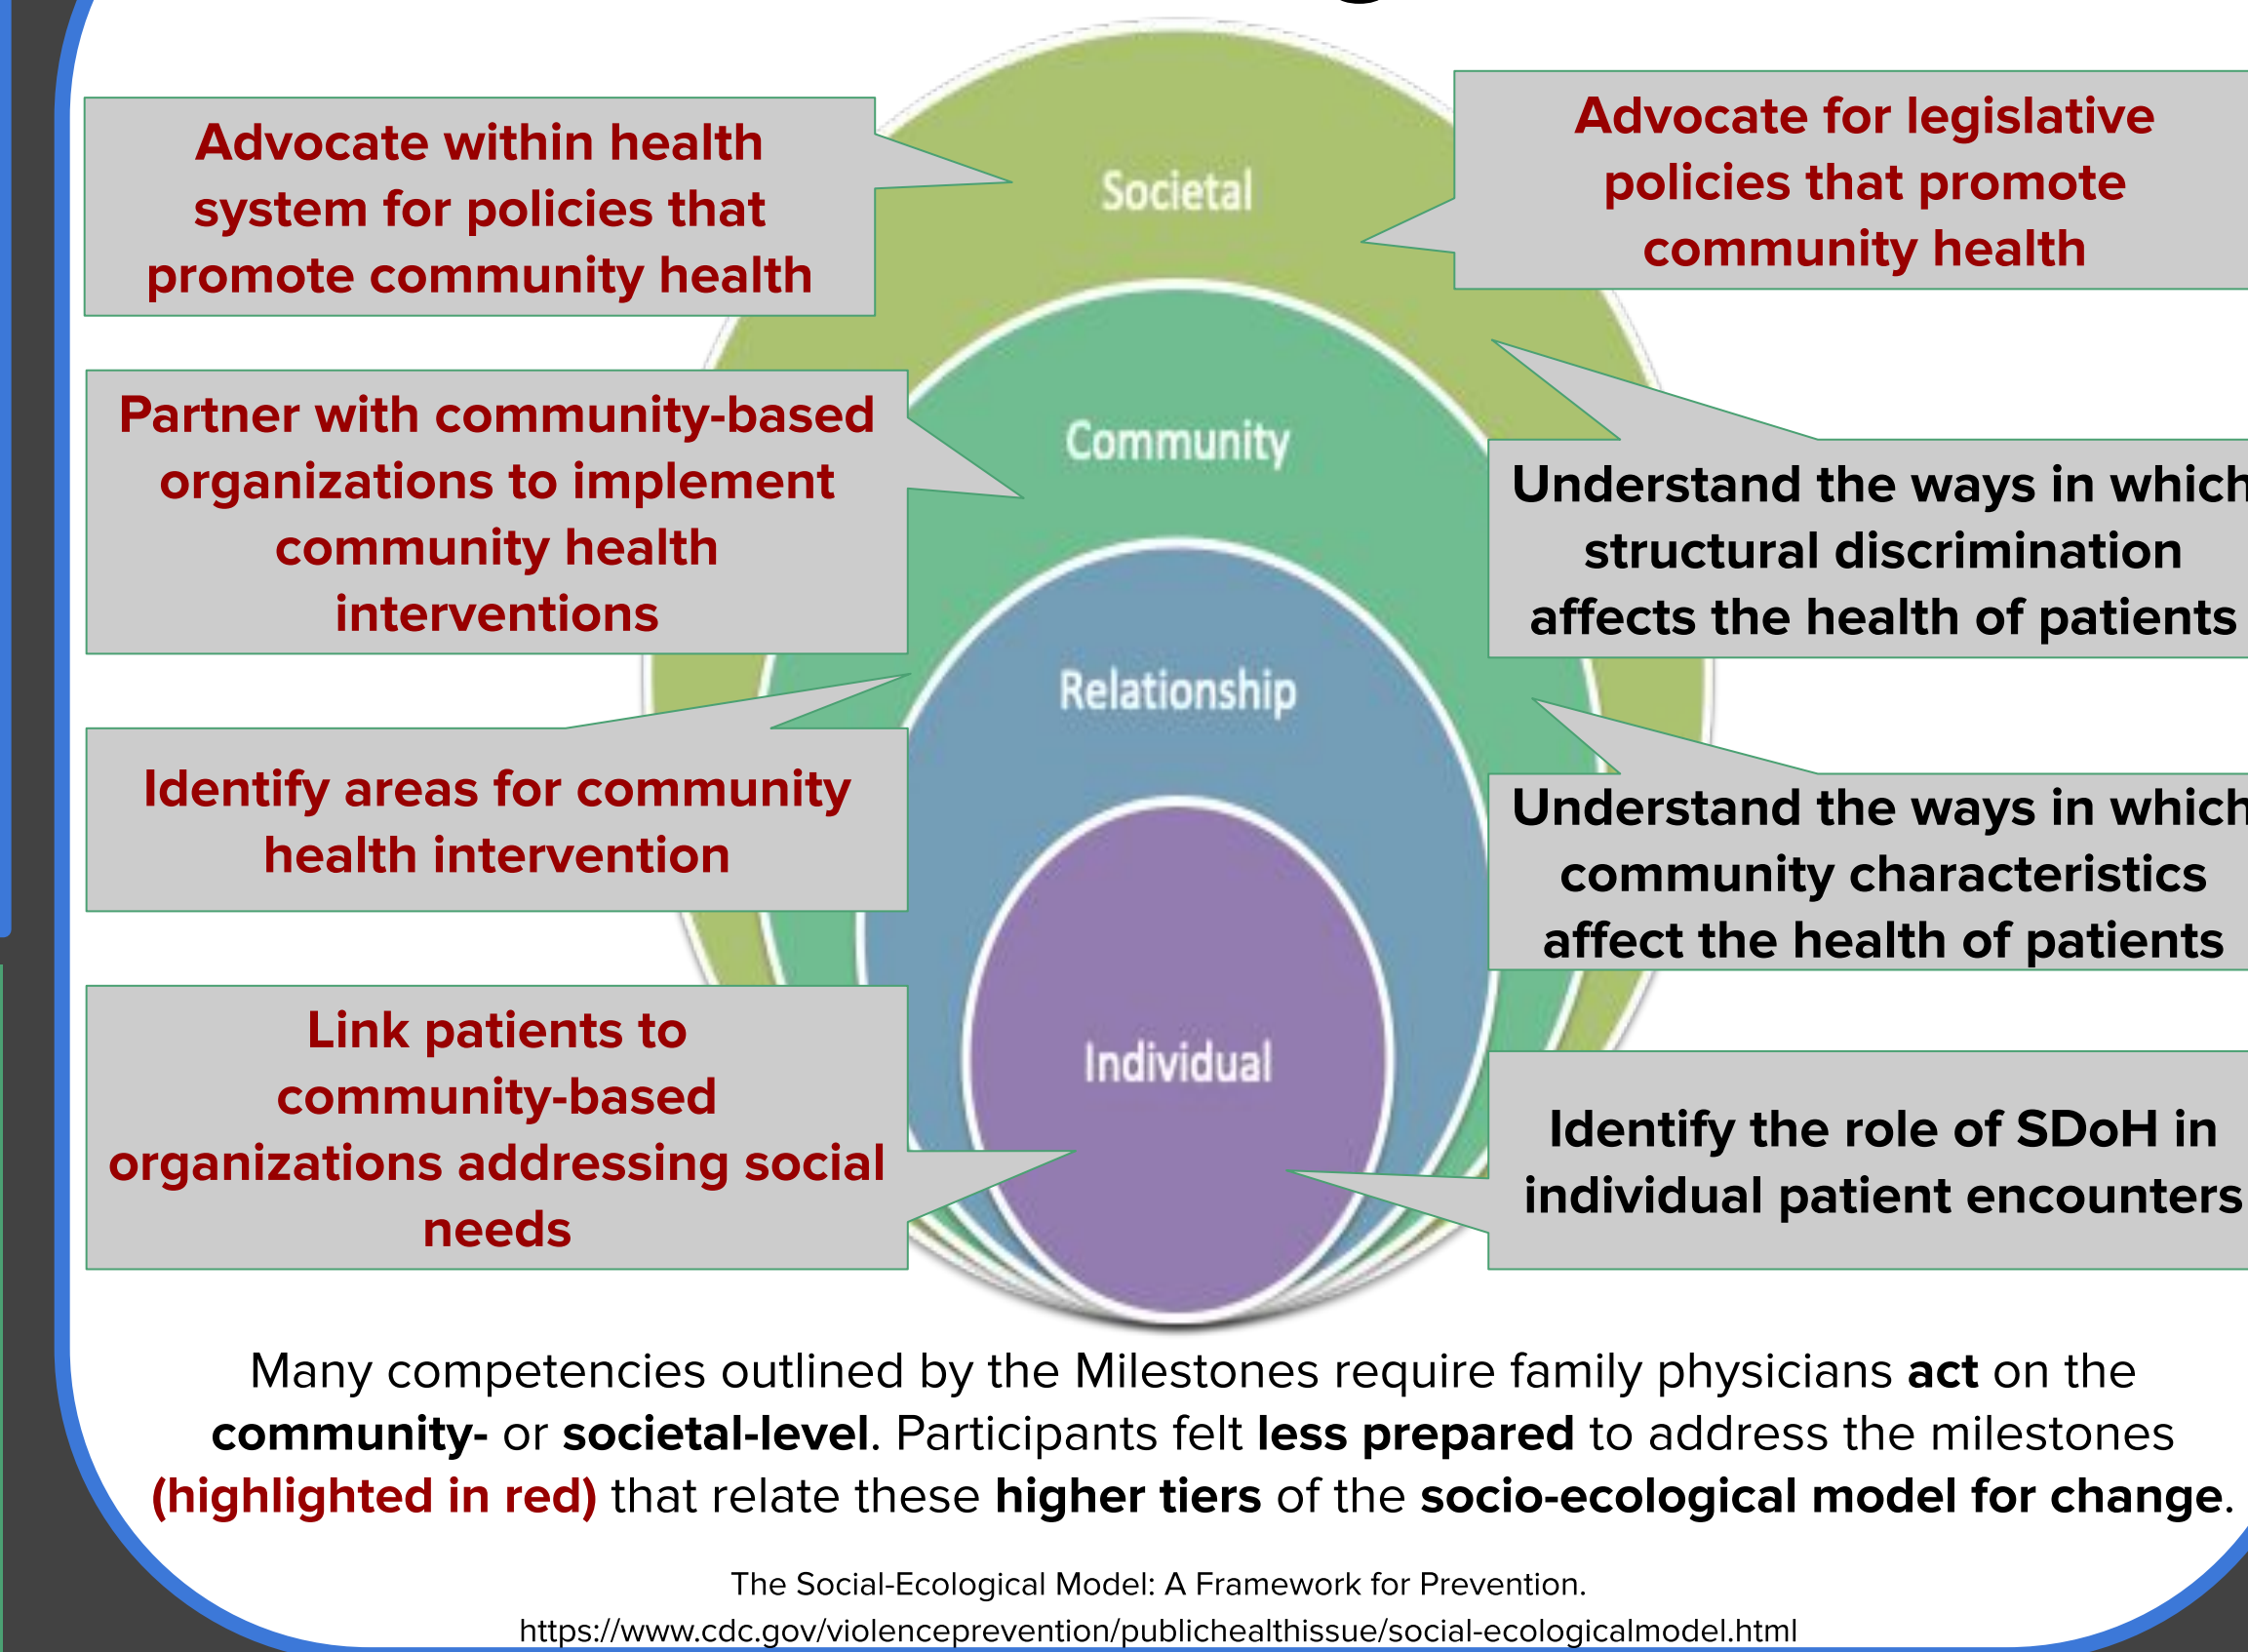 Advocate within health
system for policies that
promote community health
Societal
Advocate for legislative
policies that promote
community health
Partner with community-based
organizations to implement
community health
interventions
Community
Understand the ways in which
structural discrimination
affects the health of patients
Relationship
Identify areas for community
health intervention
Understand the ways in which
community characteristics
affect the health of patients
Link patients to
community-based
organizations addressing social
needs
Individual
Identify the role of SDoH in
individual patient encounters
Many competencies outlined by the Milestones require family physicians act on the
community- or societal-level. Participants felt less prepared to address the milestones
(highlighted in red) that relate these higher tiers of the socio-ecological model for change.
The Social-Ecological Model: A Framework for Prevention.
https://www.cdc.gov/violenceprevention/publichealthissue/social-ecologicalmodel.html